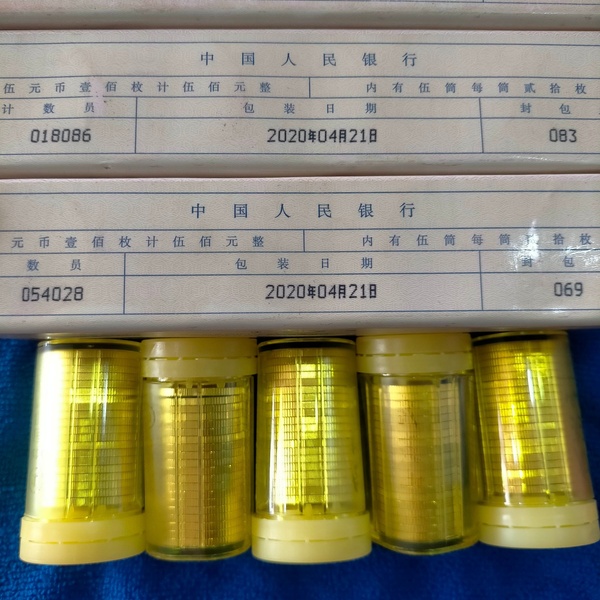 中国人民银行
伍元币壹佰枚计伍佰元整 内有伍筒每筒贰拾枚
计数员 包装日期 封包
018086 2020年04月21日 083
中国人民银行
元币壹佰枚计伍佰元整 内有伍筒每筒贰拾枚
数员 包装日期 封包
054028 2020年04月21日 069